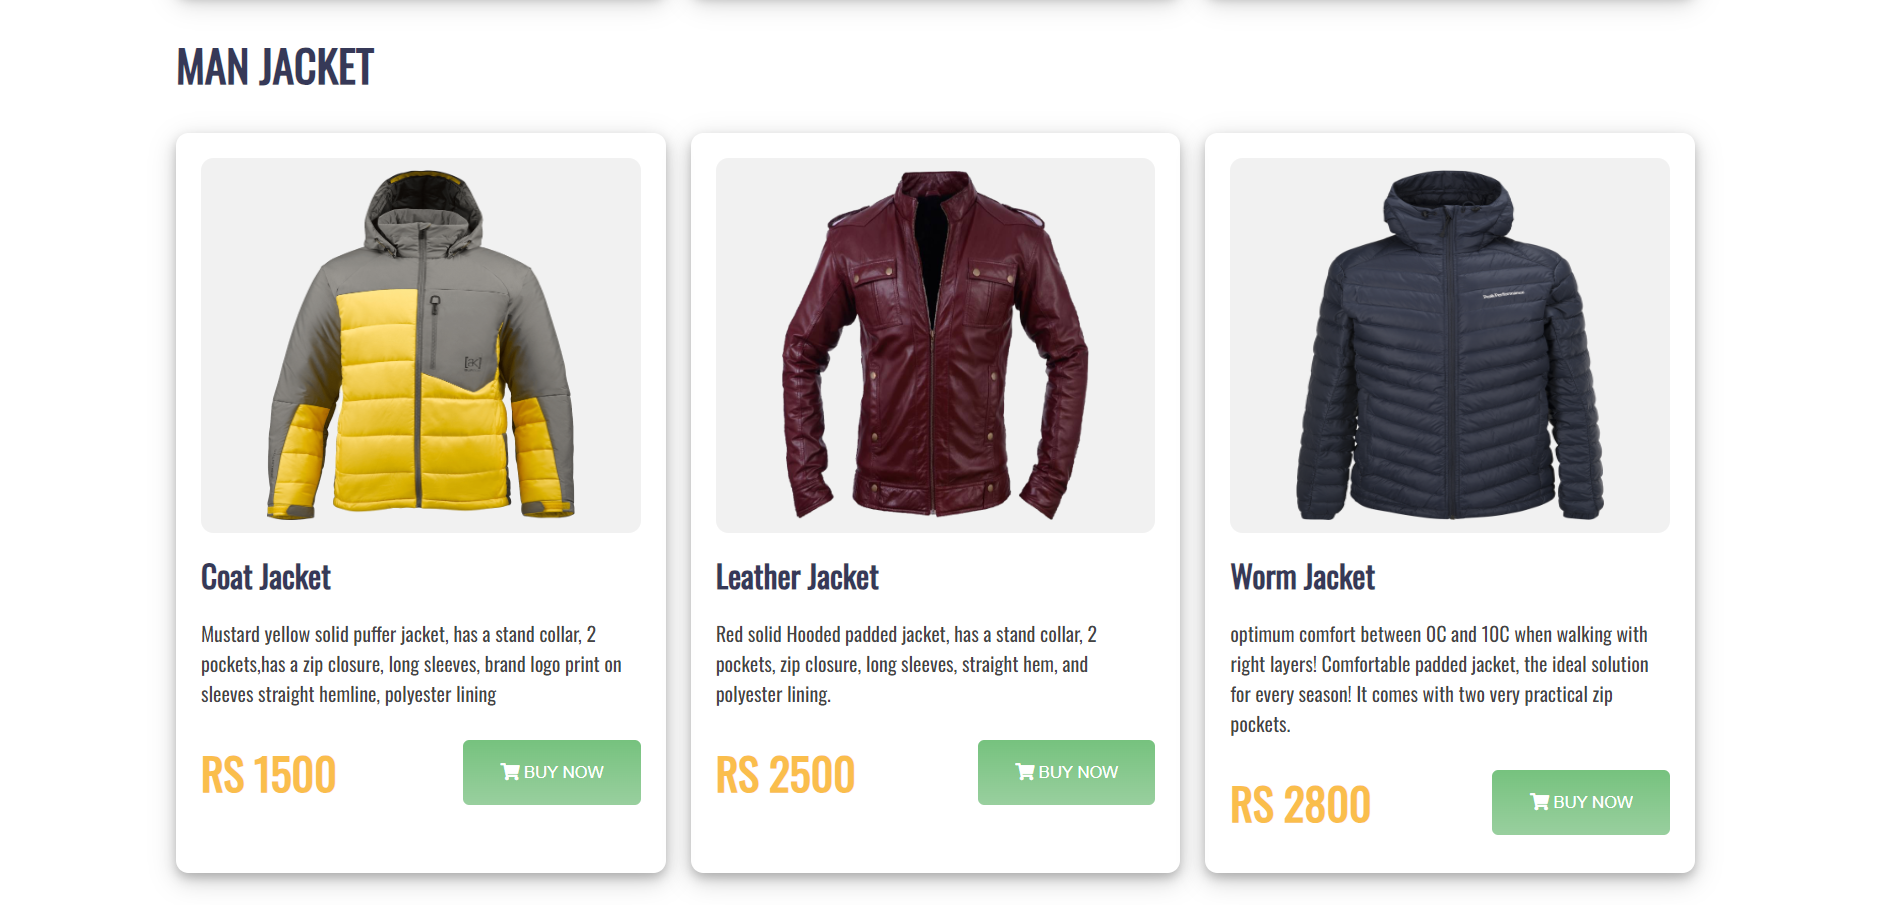 MAN JACKET
Coat Jacket
Mustard yellow solid puffer jacket, has a stand collar, 2
pockets,has a zip closure, long sleeves, brand logo print on
sleeves straight hemline, polyester lining
RS 1500
BUY NOW
Leather Jacket
Red solid Hooded padded jacket, has a stand collar, 2
pockets, zip closure, long sleeves, straight hem, and
polyester lining.
RS 2500
BUY NOW
Worm Jacket
optimum comfort between 0C and 10C when walking with
right layers! Comfortable padded jacket, the ideal solution
for every season! It comes with two very practical zip
pockets.
RS 2800
BUY NOW